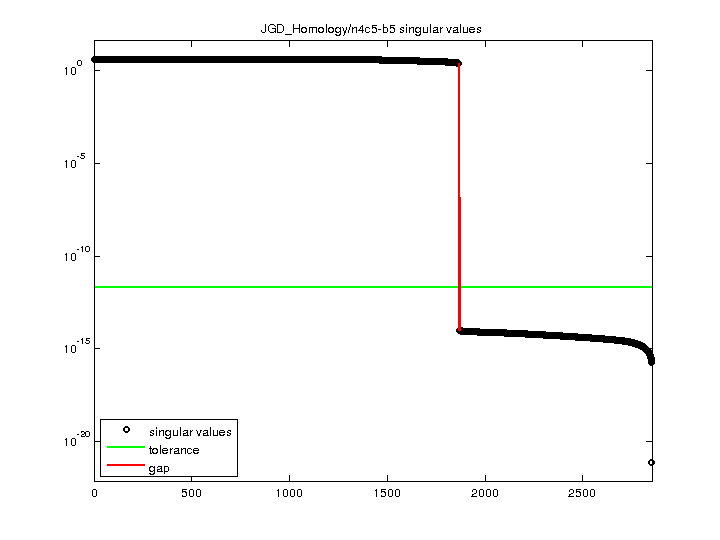 JGD_Homology/n4c5-b5 singular values
10^0
10^-5
10^-10
10^-15
10^-20
singular values
tolerance
gap
0 500 1000 1500 2000 2500